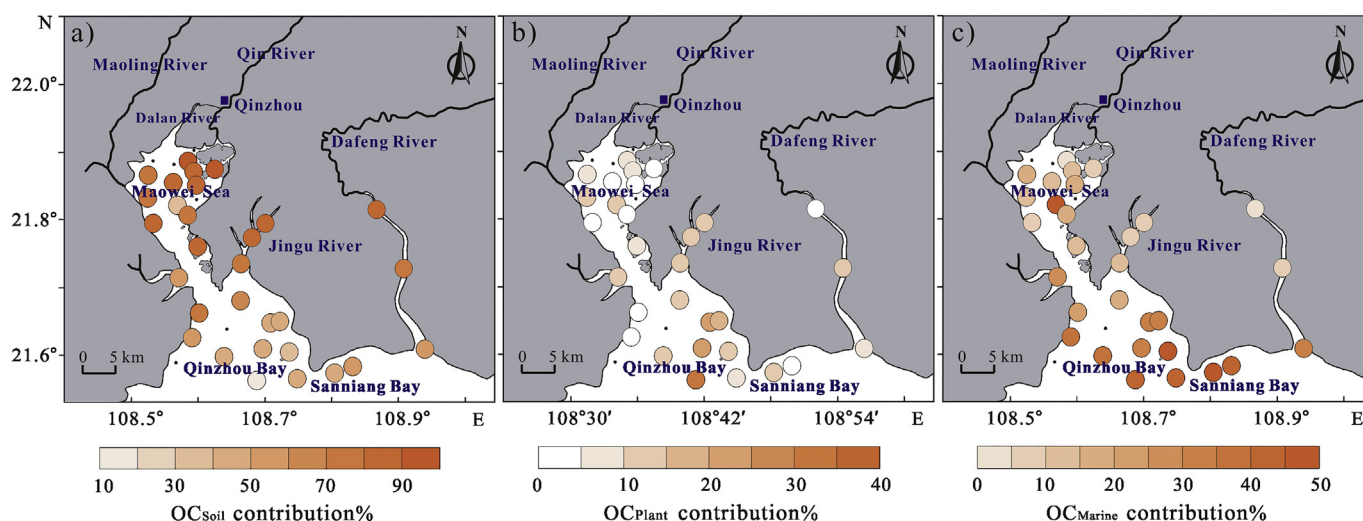 N
a)
N
Qin River
Maoling River
22.0°
Qinzhou
Dalan River
Dafeng River
Maowei Sea
21.8°
Jingu River
21.6°
0 5 km
Qinzhou Bay
Sanniang Bay
108.5° 108.7° 108.9° E
10 30 50 70 90
OCSoil contribution%
b)
N
Qin River
Maoling River
Qinzhou
Dalan River
Dafeng River
Maowei Sea
Jingu River
0 5 km
Qinzhou Bay
Sanniang Bay
108°30′ 108°42′ 108°54′ E
0 10 20 30 40
OCPlant contribution%
c)
N
Qin River
Maoling River
Qinzhou
Dalan River
Dafeng River
Maowei Sea
Jingu River
0 5 km
Qinzhou Bay
Sanniang Bay
108.5° 108.7° 108.9° E
0 10 20 30 40 50
OCMarine contribution%